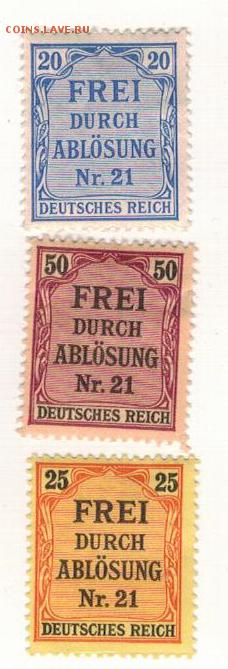 COINS.LAVE.RU
20 20
FREI
DURCH
ABLÖSUNG
Nr. 21
DEUTSCHES REICH
50 50
FREI
DURCH
ABLÖSUNG
Nr. 21
DEUTSCHES REICH
25 25
FREI
DURCH
ABLÖSUNG
Nr. 21
DEUTSCHES REICH